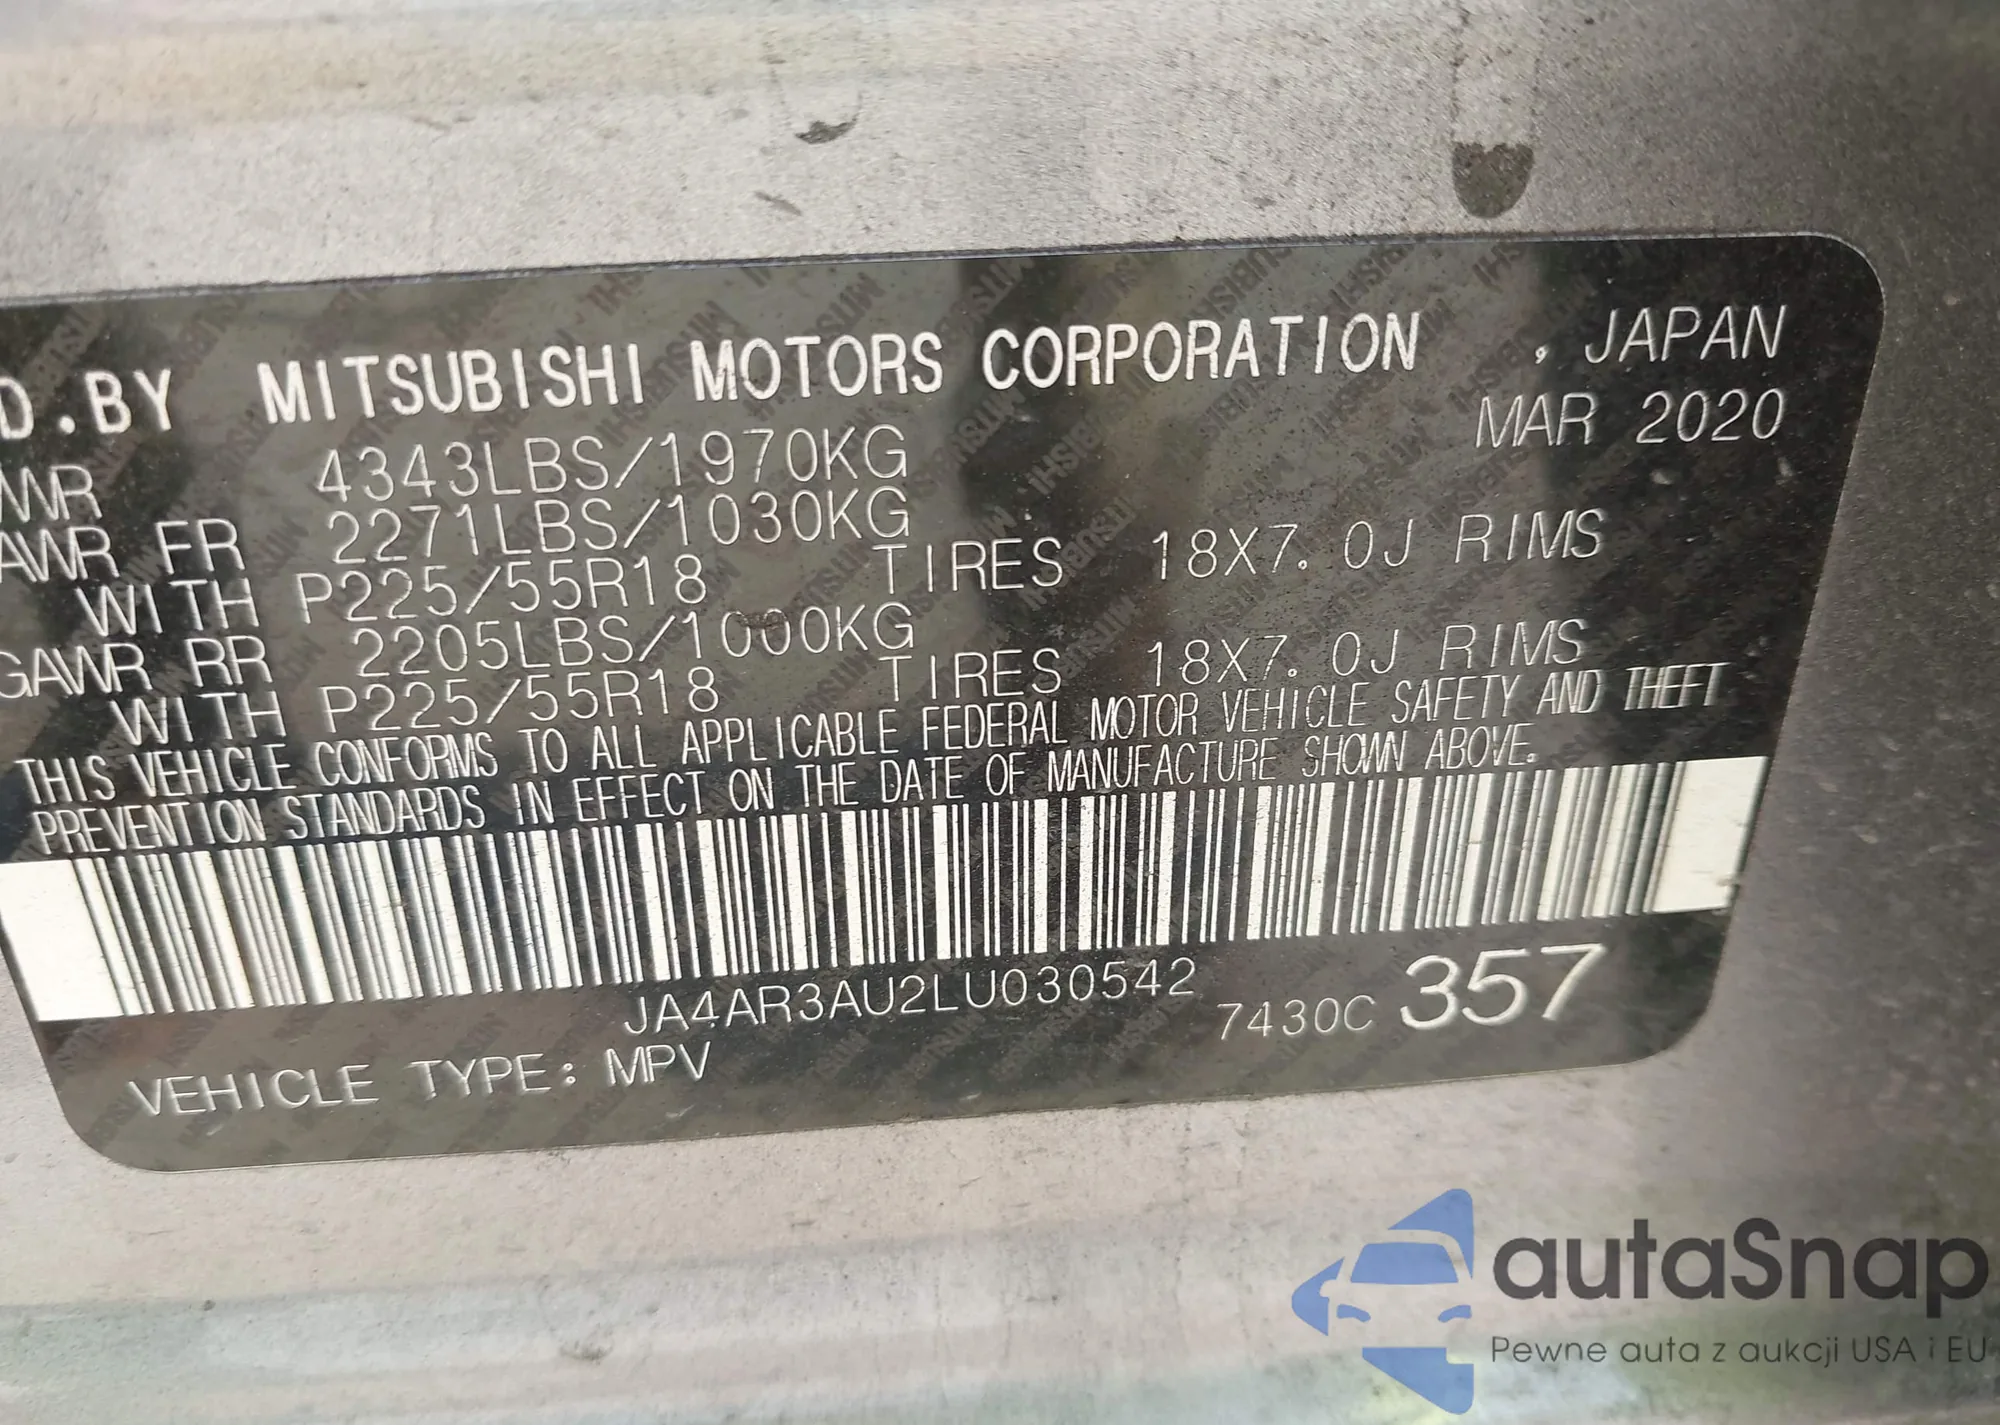 D.BY MITSUBISHI MOTORS CORPORATION , JAPAN
MAR 2020
WR 4343LBS/1970KG
AWR FR 2271LBS/1030KG
WITH P225/55R18 TIRES 18X7.0J RIMS
GAWR RR 2205LBS/1000KG
WITH P225/55R18 TIRES 18X7.0J RIMS
THIS VEHICLE CONFORMS TO ALL APPLICABLE FEDERAL MOTOR VEHICLE SAFETY AND THEFT
PREVENTION STANDARDS IN EFFECT ON THE DATE OF MANUFACTURE SHOWN ABOVE.
JA4AR3AU2LU030542
7430C 357
VEHICLE TYPE: MPV
autaSnap
Pewne auta z aukcji USA i EU